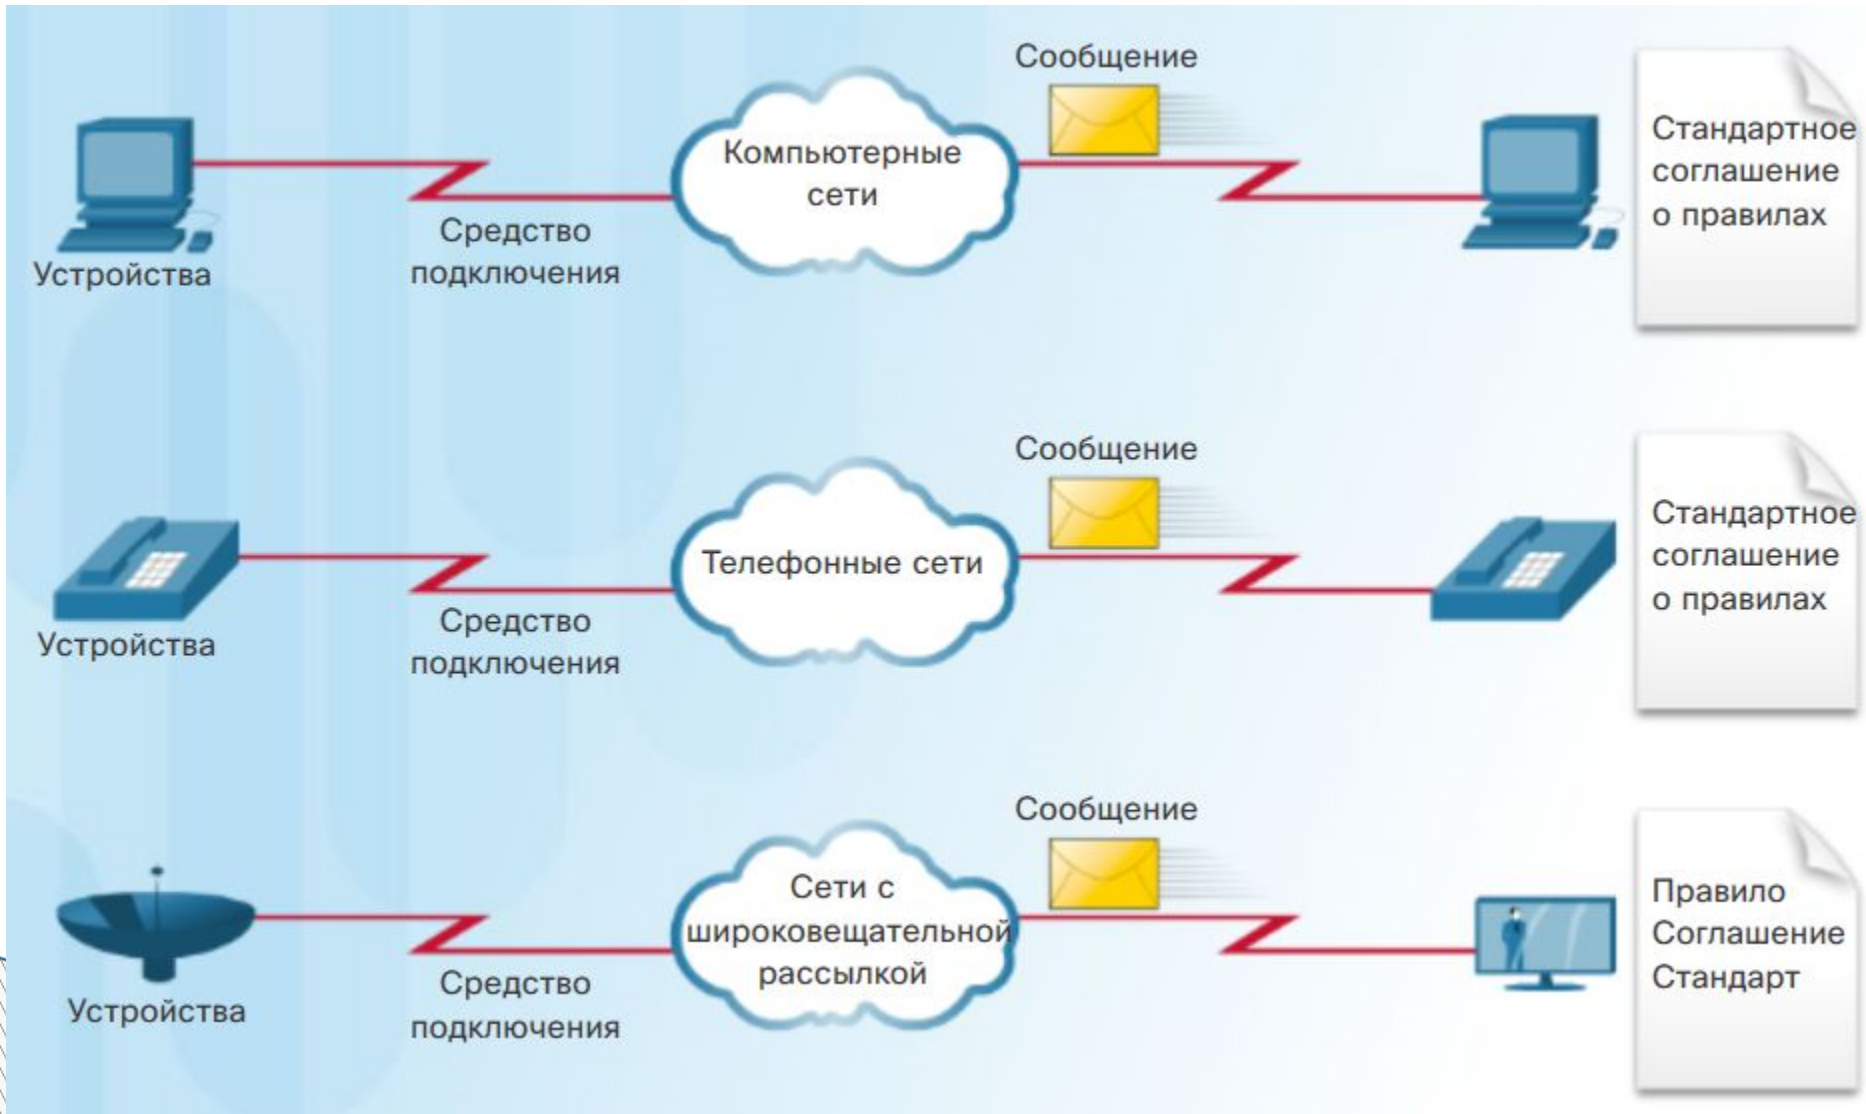 Сообщение
Компьютерные
сети
Стандартное
соглашение
о правилах
Средство
подключения
Устройства
Сообщение
Телефонные сети
Стандартное
соглашение
о правилах
Средство
подключения
Устройства
Сообщение
Сети с
широковещательной
рассылкой
Правило
Соглашение
Стандарт
Средство
подключения
Устройства